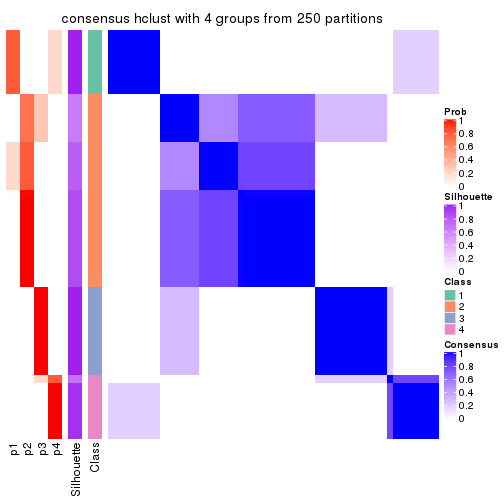 consensus hclust with 4 groups from 250 partitions
Prob
1
0.8
0.6
0.4
0.2
0
Silhouette
1
0.8
0.6
0.4
0.2
0
Class
1
2
3
4
Consensus
1
0.8
0.6
0.4
0.2
0
p1
p2
p3
p4
Silhouette
Class